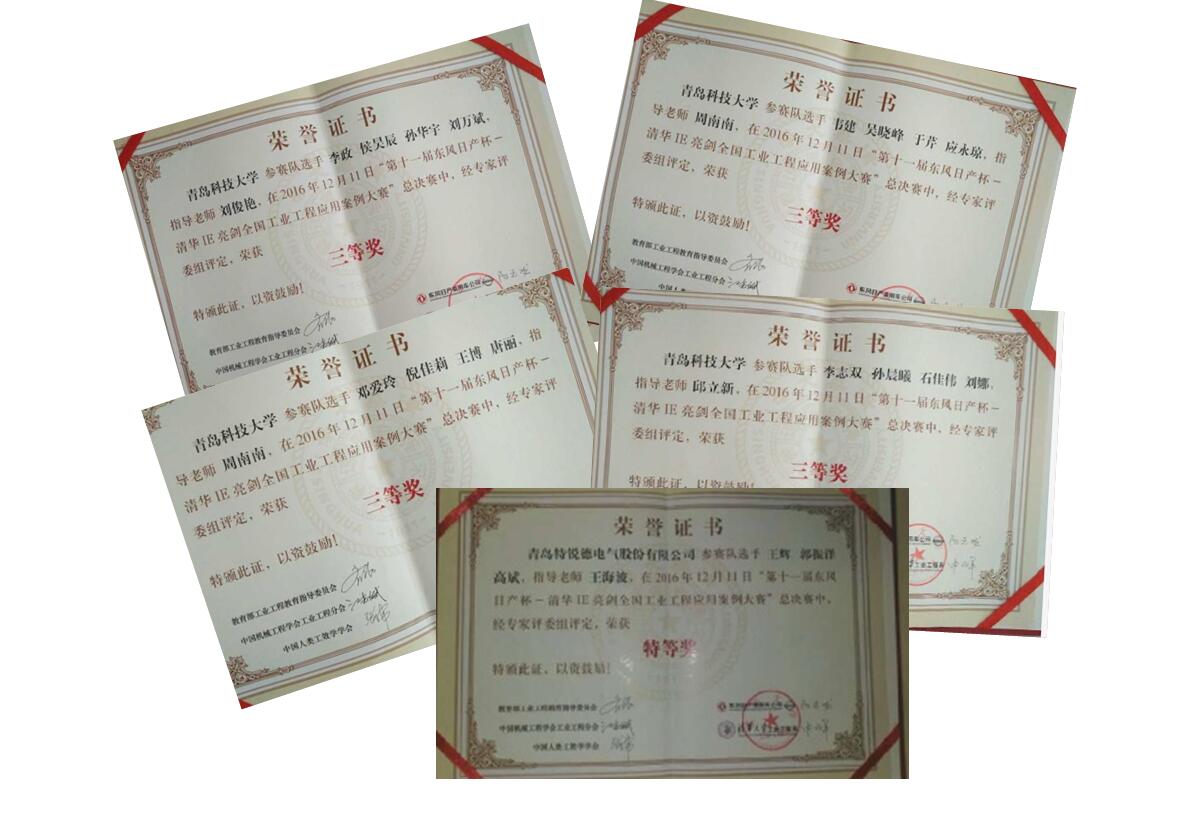 荣誉证书
青岛科技大学 参赛队选手 李政 侯昊辰 孙华宇 刘万斌,
指导老师 刘俊艳, 在2016年12月11日“第十一届东风日产杯－
清华IE亮剑全国工业工程应用案例大赛”总决赛中, 经专家评
委组评定, 荣获
三等奖
特颁此证, 以资鼓励!
教育部工业工程教育指导委员会
中国机械工程学会工业工程分会
荣誉证书
青岛科技大学 参赛队选手 韦建 吴晓峰 于芹 应永琼, 指
导老师 周南南, 在2016年12月11日“第十一届东风日产杯－
清华IE亮剑全国工业工程应用案例大赛”总决赛中, 经专家评
委组评定, 荣获
三等奖
特颁此证, 以资鼓励!
教育部工业工程教育指导委员会
中国机械工程学会工业工程分会
中国人
荣誉证书
青岛科技大学 参赛队选手 邓爱玲 倪佳莉 王博 唐丽, 指
导老师 周南南, 在2016年12月11日“第十一届东风日产杯－
清华IE亮剑全国工业工程应用案例大赛”总决赛中, 经专家评
委组评定, 荣获
三等奖
特颁此证, 以资鼓励!
教育部工业工程教育指导委员会
中国机械工程学会工业工程分会
中国人类工效学学会
荣誉证书
青岛科技大学 参赛队选手 李志双 孙晨曦 石佳伟 刘娜,
指导老师 邱立新, 在2016年12月11日“第十一届东风日产杯－
清华IE亮剑全国工业工程应用案例大赛”总决赛中, 经专家评
委组评定, 荣获
三等奖
特颁此证, 以资鼓励!
荣誉证书
青岛特锐德电气股份有限公司 参赛队选手 王辉 郭振洋
高斌, 指导老师 王海波, 在2016年12月11日“第十一届东风
日产杯－清华IE亮剑全国工业工程应用案例大赛”总决赛中,
经专家评委组评定, 荣获
特等奖
特颁此证, 以资鼓励!
教育部工业工程教育指导委员会
中国机械工程学会工业工程分会
中国人类工效学学会